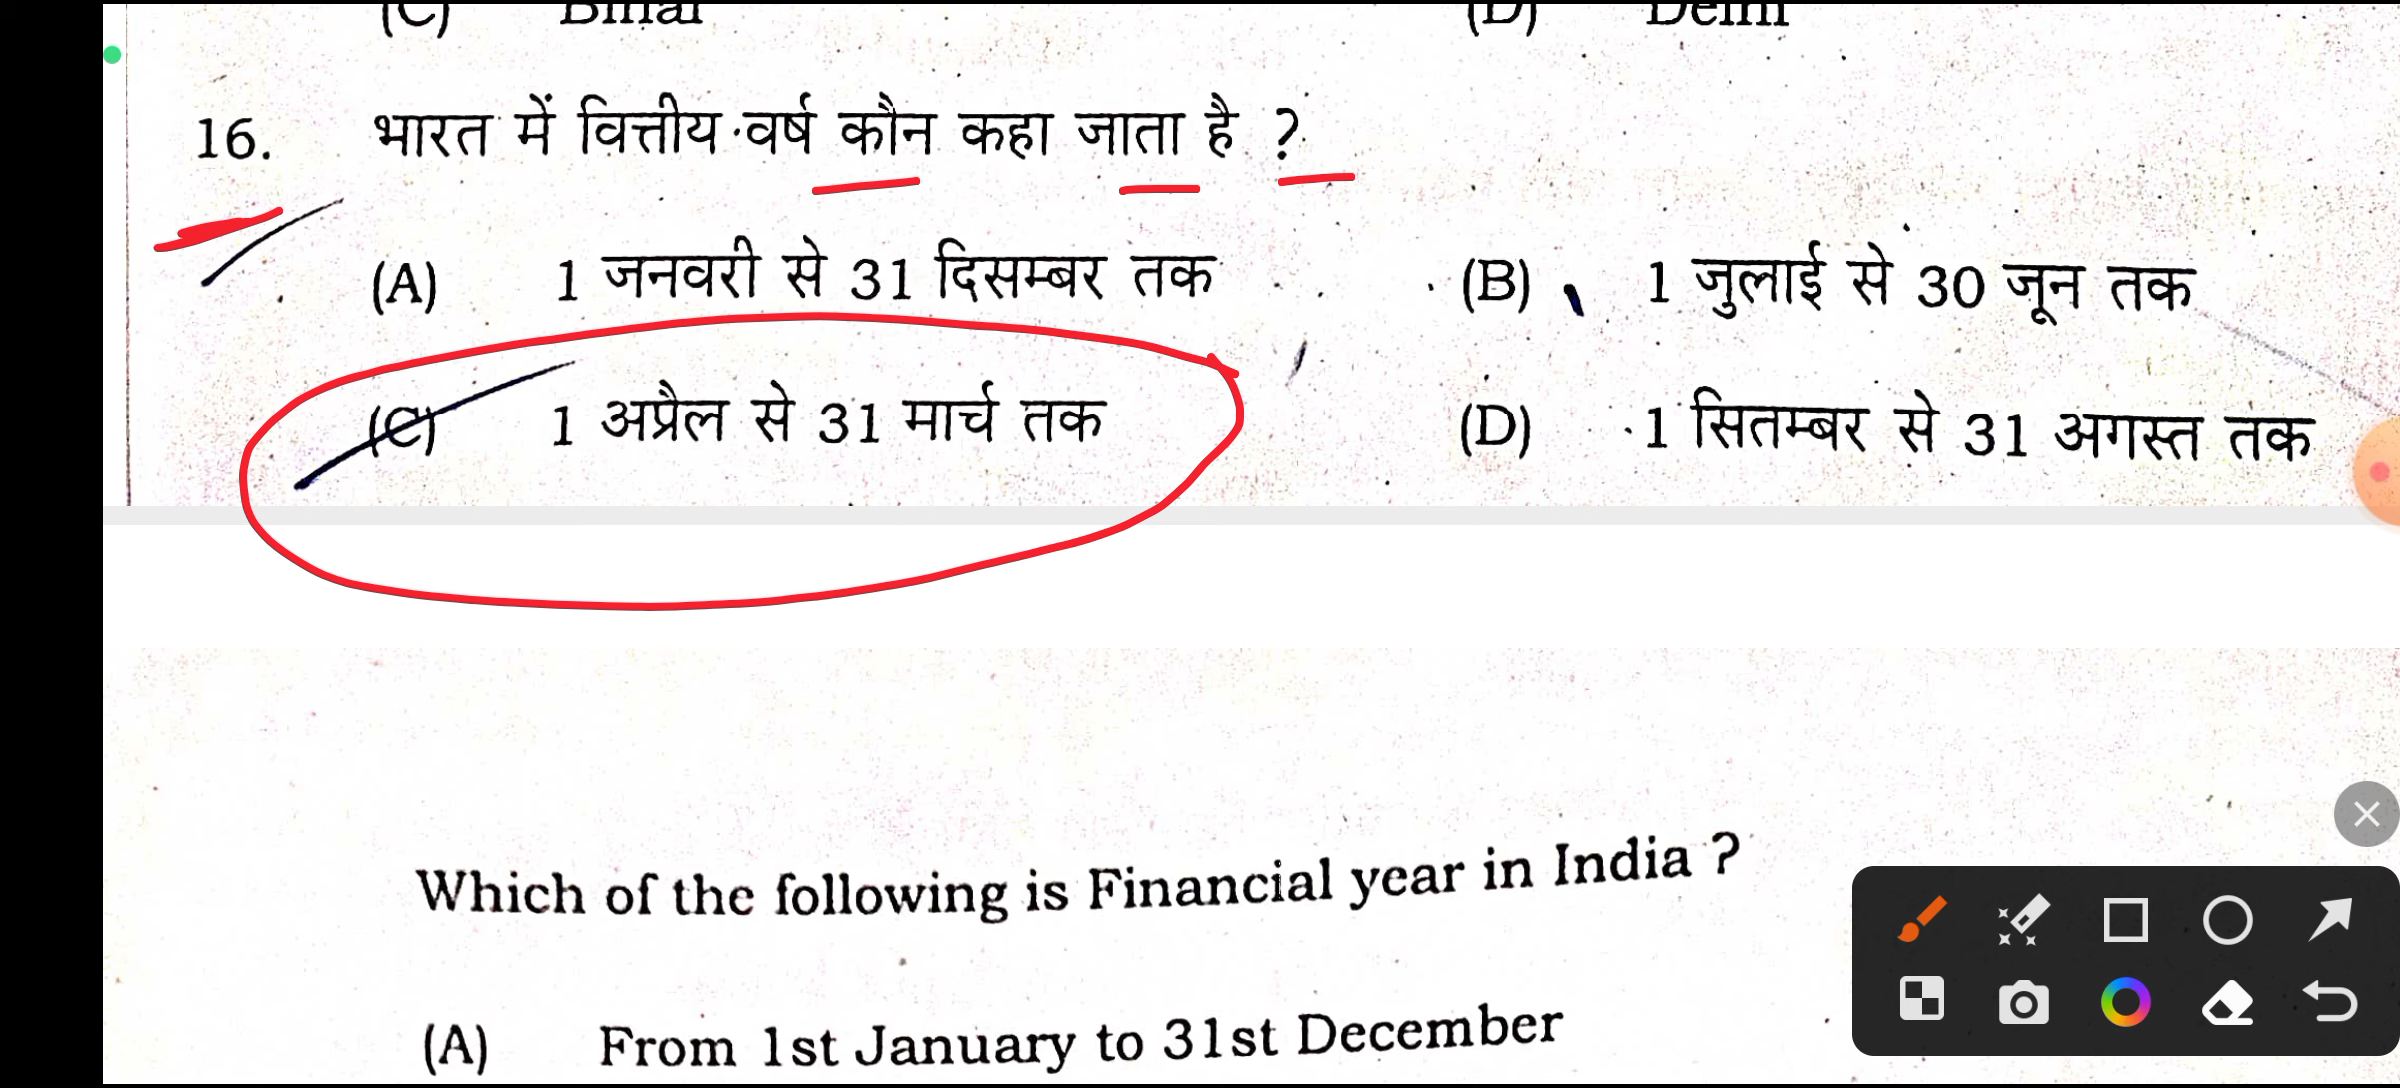 (C) Bihar (D) Delhi
16. भारत में वित्तीय वर्ष कौन कहा जाता है ?
(A) 1 जनवरी से 31 दिसम्बर तक (B) 1 जुलाई से 30 जून तक
(C) 1 अप्रैल से 31 मार्च तक (D) 1 सितम्बर से 31 अगस्त तक
Which of the following is Financial year in India ?
(A) From 1st January to 31st December